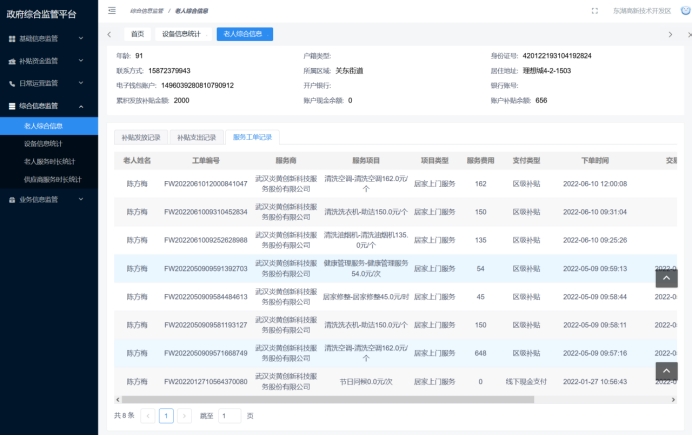 政府综合监管平台
综合信息监管 / 老人综合信息
东湖高新技术开发区
基础信息监管
补贴资金监管
日常运营监管
综合信息监管
老人综合信息
设备信息统计
老人服务时长统计
供应商服务时长统计
业务信息监管
首页 设备信息统计 老人综合信息
年龄: 91 户籍类型: 身份证号: 420122193104192824
联系方式: 15872379943 所属区域: 关东街道 居住地址: 理想城4-2-1503
电子钱包账户: 1496039280810790912 开户银行: 银行账号:
累积发放补贴金额: 2000 账户现金余额: 0 账户补贴余额: 656
补贴发放记录 补贴支出记录 服务工单记录
老人姓名 工单编号 服务商 服务项目 项目类型 服务费用 支付类型 下单时间
陈方梅 FW2022061012000841047 武汉炎黄创新科技服务股份有限公司 清洗空调-清洗空调162.0元/个 居家上门服务 162 区级补贴 2022-06-10 12:00:08
陈方梅 FW2022061009310452834 武汉炎黄创新科技服务股份有限公司 清洗洗衣机-助洁150.0元/个 居家上门服务 150 区级补贴 2022-06-10 09:31:04
陈方梅 FW2022061009252628988 武汉炎黄创新科技服务股份有限公司 清洗油烟机-清洗油烟机135.0元/个 居家上门服务 135 区级补贴 2022-06-10 09:25:26
陈方梅 FW2022050909591392703 武汉炎黄创新科技服务股份有限公司 健康管理服务-健康管理服务54.0元/次 居家上门服务 54 区级补贴 2022-05-09 09:59:13
陈方梅 FW2022050909584484613 武汉炎黄创新科技服务股份有限公司 居家修整-居家修整45.0元/时 居家上门服务 45 区级补贴 2022-05-09 09:58:44
陈方梅 FW2022050909581193127 武汉炎黄创新科技服务股份有限公司 清洗洗衣机-助洁150.0元/个 居家上门服务 150 区级补贴 2022-05-09 09:58:11
陈方梅 FW2022050909571668749 武汉炎黄创新科技服务股份有限公司 清洗空调-清洗空调162.0元/个 居家上门服务 648 区级补贴 2022-05-09 09:57:16
陈方梅 FW2022012710564370080 武汉炎黄创新科技服务股份有限公司 节日问候0.0元/次 居家上门服务 0 线下现金支付 2022-01-27 10:56:43
共 8 条 1 跳至 1 页